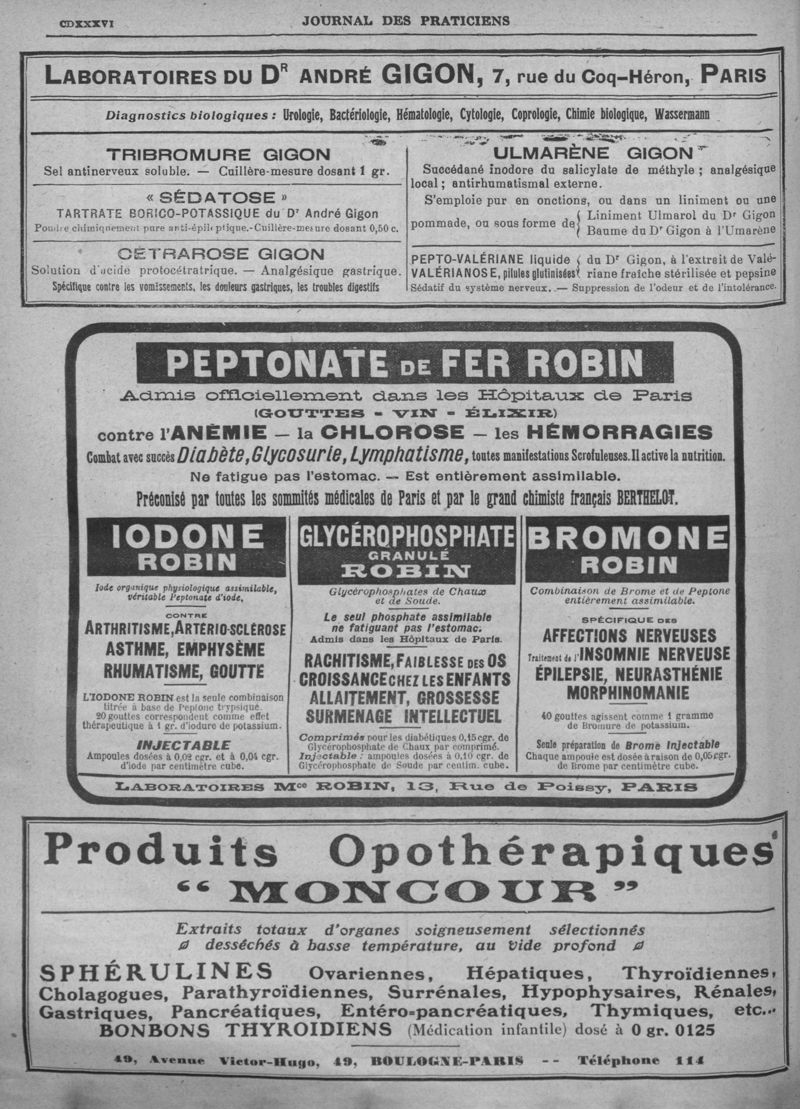 CDXXXVI
JOURNAL DES PRATICIENS
LABORATOIRES DU DR ANDRÉ GIGON, 7, rue du Coq-Héron, PARIS
Diagnostics biologiques : Urologie, Bactériologie, Hématologie, Cytologie, Coprologie, Chimie biologique, Wassermann
TRIBROMURE GIGON
Sel antinerveux soluble. — Cuillère-mesure dosant 1 gr.
« SÉDATOSE »
TARTRATE BORICO-POTASSIQUE du Dr André Gigon
Poudre chimiquement pure anti-épileptique.-Cuillère-mesure dosant 0,50 c.
CÉTRAROSE GIGON
Solution d'acide protocétratrique. — Analgésique gastrique.
Spécifique contre les vomissements, les douleurs gastriques, les troubles digestifs
ULMARÈNE GIGON
Succédané inodore du salicylate de méthyle ; analgésique
local ; antirhumatismal externe.
S'emploie pur en onctions, ou dans un liniment ou une
pommade, ou sous forme de { Liniment Ulmarol du Dr Gigon
Baume du Dr Gigon à l'Umarène
PEPTO-VALÉRIANE liquide { du Dr Gigon, à l'extreit de Valé-
VALÉRIANOSE, pilules glutinisées riane fraîche stérilisée et pepsine
Sédatif du système nerveux. — Suppression de l'odeur et de l'intolérance.
PEPTONATE DE FER ROBIN
Admis officiellement dans les Hôpitaux de Paris
(GOUTTES - VIN - ÉLIXIR)
contre l'ANÉMIE — la CHLOROSE — les HÉMORRAGIES
Combat avec succès Diabète, Glycosurie, Lymphatisme, toutes manifestations Scrofuleuses. Il active la nutrition.
Ne fatigue pas l'estomac. — Est entièrement assimilable.
Préconisé par toutes les sommités médicales de Paris et par le grand chimiste français BERTHELOT.
IODONE
ROBIN
Iode organique physiologique assimilable,
véritable Peptonate d'iode,
CONTRE
ARTHRITISME, ARTÉRIO-SCLÉROSE
ASTHME, EMPHYSÈME
RHUMATISME, GOUTTE
L'IODONE ROBIN est la seule combinaison
titrée à base de Peptone trypsique.
20 gouttes correspondent comme effet
thérapeutique à 1 gr. d'iodure de potassium.
INJECTABLE
Ampoules dosées à 0,02 cgr. et à 0,04 cgr.
d'iode par centimètre cube.
GLYCÉROPHOSPHATE
GRANULÉ
ROBIN
Glycérophosphates de Chaux
et de Soude.
Le seul phosphate assimilable
ne fatiguant pas l'estomac.
Admis dans les Hôpitaux de Paris.
RACHITISME, FAIBLESSE DES OS
CROISSANCE CHEZ LES ENFANTS
ALLAITEMENT, GROSSESSE
SURMENAGE INTELLECTUEL
Comprimés pour les diabétiques 0,15 cgr. de
Glycérophosphate de Chaux par comprimé.
Injectable : ampoules dosées à 0,10 cgr. de
Glycérophosphate de Soude par centim. cube.
BROMONE
ROBIN
Combinaison de Brome et de Peptone
entièrement assimilable.
SPÉCIFIQUE DES
AFFECTIONS NERVEUSES
Traitement de l'INSOMNIE NERVEUSE
ÉPILEPSIE, NEURASTHÉNIE
MORPHINOMANIE
40 gouttes agissent comme 1 gramme
de Bromure de potassium.
Seule préparation de Brome Injectable
Chaque ampoule est dosée à raison de 0,05 cgr.
de Brome par centimètre cube.
LABORATOIRES Mce ROBIN, 13, Rue de Poissy, PARIS
Produits Opothérapiques
"MONCOUR"
Extraits totaux d'organes soigneusement sélectionnés
desséchés à basse température, au Vide profond
SPHÉRULINES Ovariennes, Hépatiques, Thyroïdiennes,
Cholagogues, Parathyroïdiennes, Surrénales, Hypophysaires, Rénales,
Gastriques, Pancréatiques, Entéro-pancréatiques, Thymiques, etc...
BONBONS THYROIDIENS (Médication infantile) dosé à 0 gr. 0125
49, Avenue Victor-Hugo, 49, BOULOGNE-PARIS -- Téléphone 114